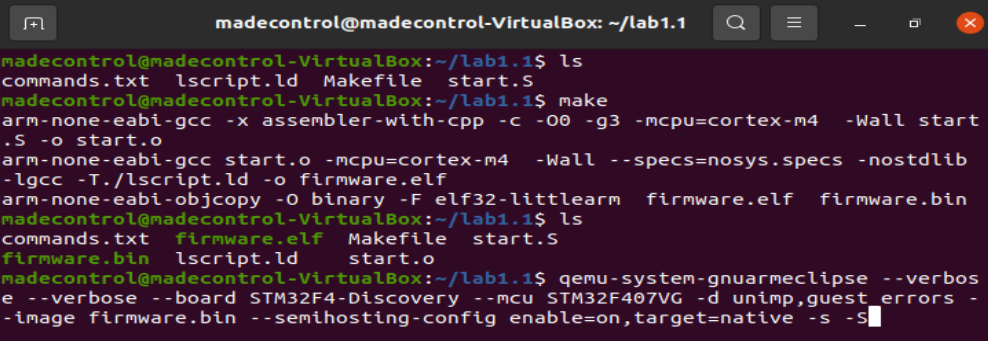 madecontrol@madecontrol-VirtualBox: ~/lab1.1
madecontrol@madecontrol-VirtualBox:~/lab1.1$ ls
commands.txt  lscript.ld  Makefile  start.S
madecontrol@madecontrol-VirtualBox:~/lab1.1$ make
arm-none-eabi-gcc -x assembler-with-cpp -c -O0 -g3 -mcpu=cortex-m4  -Wall start
.S -o start.o
arm-none-eabi-gcc start.o -mcpu=cortex-m4  -Wall --specs=nosys.specs -nostdlib
-lgcc -T./lscript.ld -o firmware.elf
arm-none-eabi-objcopy -O binary -F elf32-littlearm  firmware.elf  firmware.bin
madecontrol@madecontrol-VirtualBox:~/lab1.1$ ls
commands.txt  firmware.elf  Makefile  start.S
firmware.bin  lscript.ld    start.o
madecontrol@madecontrol-VirtualBox:~/lab1.1$ qemu-system-gnuarmeclipse --verbos
e --verbose --board STM32F4-Discovery --mcu STM32F407VG -d unimp,guest_errors -
-image firmware.bin --semihosting-config enable=on,target=native -s -S